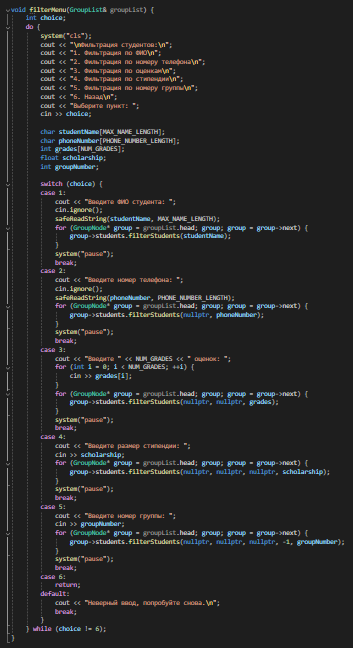 void filterMenu(GroupList& groupList) {
    int choice;
    do {
        system("cls");
        cout << "\nФильтрация студентов:\n";
        cout << "1. Фильтрация по ФИО\n";
        cout << "2. Фильтрация по номеру телефона\n";
        cout << "3. Фильтрация по оценкам\n";
        cout << "4. Фильтрация по стипендии\n";
        cout << "5. Фильтрация по номеру группы\n";
        cout << "6. Назад\n";
        cout << "Выберите пункт: ";
        cin >> choice;

        char studentName[MAX_NAME_LENGTH];
        char phoneNumber[PHONE_NUMBER_LENGTH];
        int grades[NUM_GRADES];
        float scholarship;
        int groupNumber;

        switch (choice) {
        case 1:
            cout << "Введите ФИО студента: ";
            cin.ignore();
            safeReadString(studentName, MAX_NAME_LENGTH);
            for (GroupNode* group = groupList.head; group; group = group->next) {
                group->students.filterStudents(studentName);
            }
            system("pause");
            break;
        case 2:
            cout << "Введите номер телефона: ";
            cin.ignore();
            safeReadString(phoneNumber, PHONE_NUMBER_LENGTH);
            for (GroupNode* group = groupList.head; group; group = group->next) {
                group->students.filterStudents(nullptr, phoneNumber);
            }
            system("pause");
            break;
        case 3:
            cout << "Введите " << NUM_GRADES << " оценок: ";
            for (int i = 0; i < NUM_GRADES; ++i) {
                cin >> grades[i];
            }
            for (GroupNode* group = groupList.head; group; group = group->next) {
                group->students.filterStudents(nullptr, nullptr, grades);
            }
            system("pause");
            break;
        case 4:
            cout << "Введите размер стипендии: ";
            cin >> scholarship;
            for (GroupNode* group = groupList.head; group; group = group->next) {
                group->students.filterStudents(nullptr, nullptr, nullptr, scholarship);
            }
            system("pause");
            break;
        case 5:
            cout << "Введите номер группы: ";
            cin >> groupNumber;
            for (GroupNode* group = groupList.head; group; group = group->next) {
                group->students.filterStudents(nullptr, nullptr, nullptr, -1, groupNumber);
            }
            system("pause");
            break;
        case 6:
            return;
        default:
            cout << "Неверный ввод, попробуйте снова.\n";
            break;
        }
    } while (choice != 6);
}